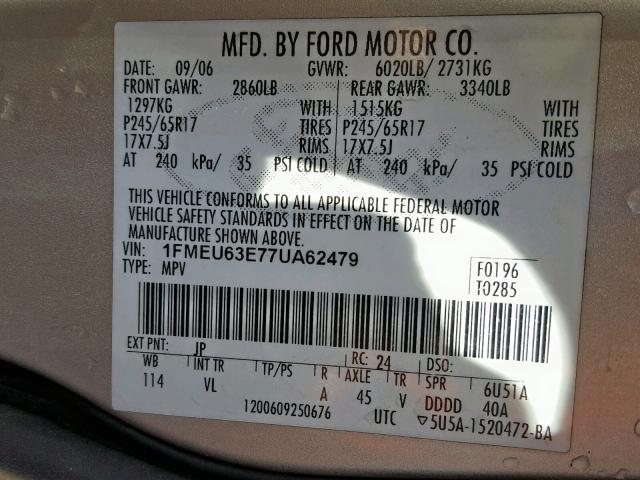 MFD. BY FORD MOTOR CO.
DATE: 09/06 GVWR: 6020LB/ 2731KG
FRONT GAWR: 2860LB REAR GAWR: 3340LB
1297KG WITH 1515KG WITH
P245/65R17 TIRES P245/65R17 TIRES
17X7.5J RIMS 17X7.5J RIMS
AT 240 kPa/ 35 PSI COLD AT 240 kPa/ 35 PSI COLD
THIS VEHICLE CONFORMS TO ALL APPLICABLE FEDERAL MOTOR
VEHICLE SAFETY STANDARDS IN EFFECT ON THE DATE OF
MANUFACTURE SHOWN ABOVE.
VIN: 1FMEU63E77UA62479
TYPE: MPV
F0196
T0285
EXT PNT: JP RC: 24 DSO:
WB INT TR TP/PS R AXLE TR SPR 6U51A
114 VL A 45 V DDDD 40A
1200609250676 UTC ▽5U5A-1520472-BA